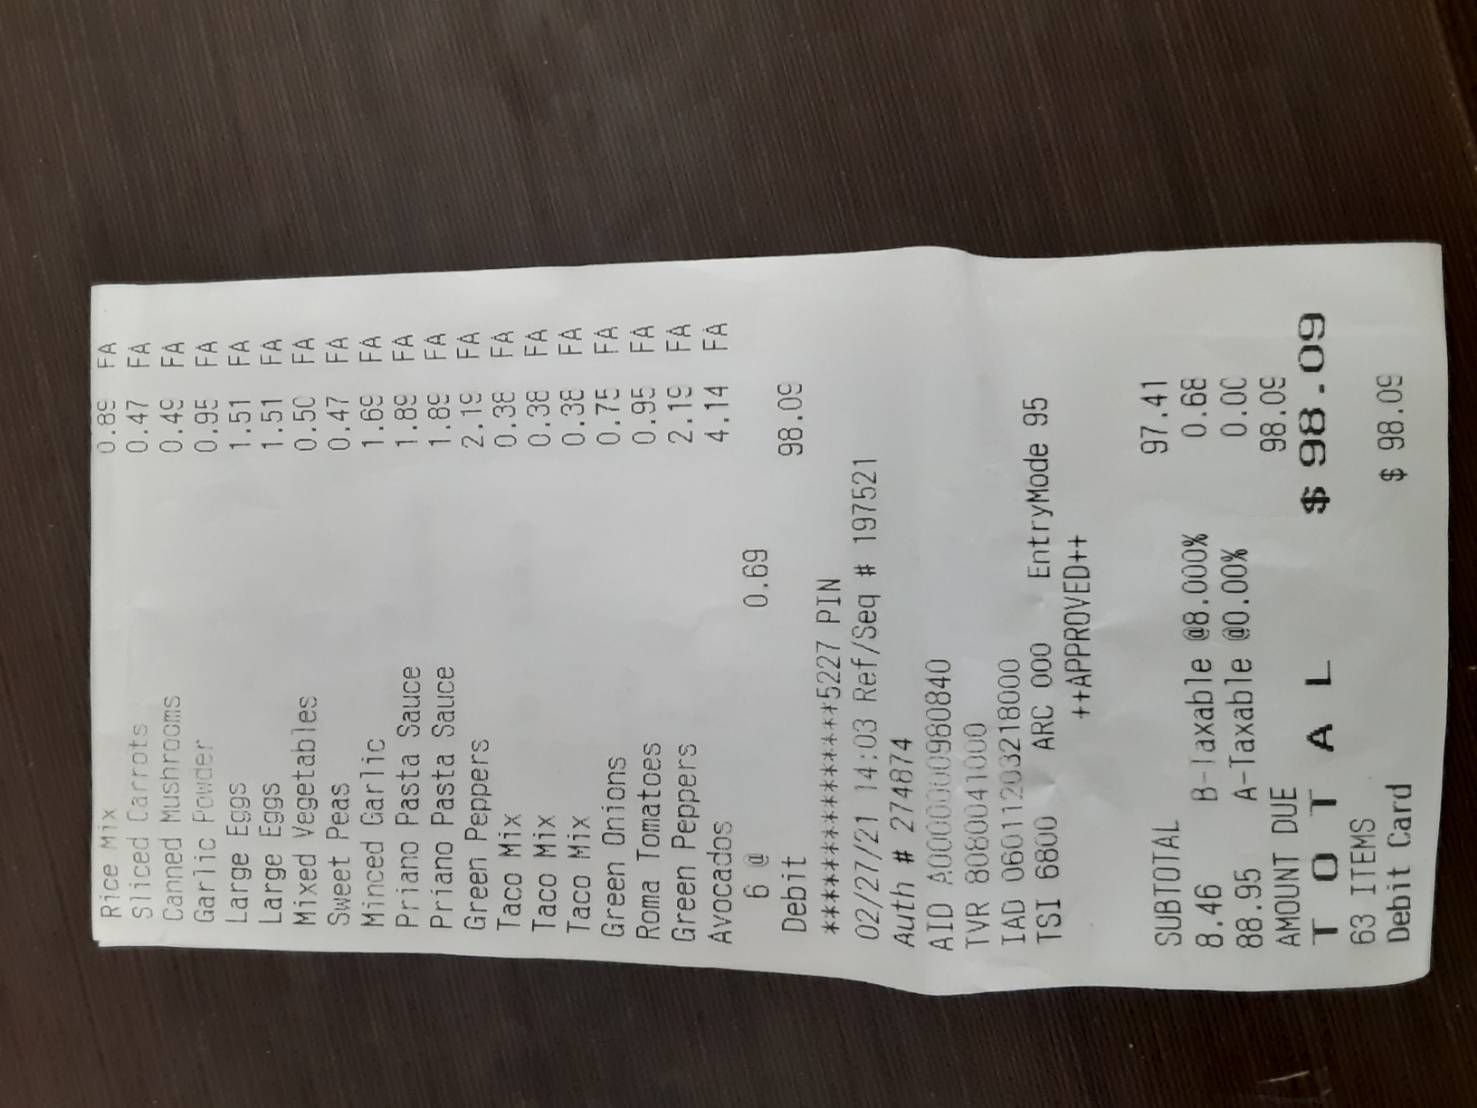 Rice Mix 0.89 FA
Sliced Carrots 0.47 FA
Canned Mushrooms 0.49 FA
Garlic Powder 0.95 FA
Large Eggs 1.51 FA
Large Eggs 1.51 FA
Mixed Vegetables 0.50 FA
Sweet Peas 0.47 FA
Minced Garlic 1.69 FA
Priano Pasta Sauce 1.89 FA
Priano Pasta Sauce 1.89 FA
Green Peppers 2.19 FA
Taco Mix 0.38 FA
Taco Mix 0.38 FA
Taco Mix 0.38 FA
Green Onions 0.75 FA
Roma Tomatoes 0.95 FA
Green Peppers 2.19 FA
Avocados 4.14 FA
6 @ 0.69
Debit 98.09
***************5227 PIN
02/27/21 14:03 Ref/Seq # 197521
Auth # 274874
AID A0000000980840
TVR 8080041000
IAD 06011203218000
TSI 6800 ARC 000 EntryMode 95
++APPROVED++
SUBTOTAL 97.41
8.46 B-Taxable @8.000% 0.68
88.95 A-Taxable @0.00% 0.00
AMOUNT DUE 98.09
T O T A L $ 98.09
63 ITEMS
Debit Card $ 98.09